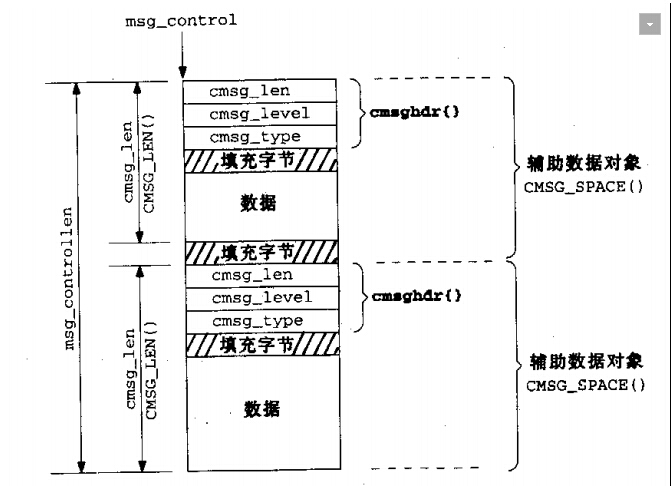 msg_control
cmsg_len
cmsg_level
cmsg_type
cmsghdr{}
填充字节
数据
填充字节
cmsg_len
CMSG_LEN()
辅助数据对象
CMSG_SPACE()
msg_controllen
cmsg_len
cmsg_level
cmsg_type
cmsghdr{}
填充字节
数据
cmsg_len
CMSG_LEN()
辅助数据对象
CMSG_SPACE()